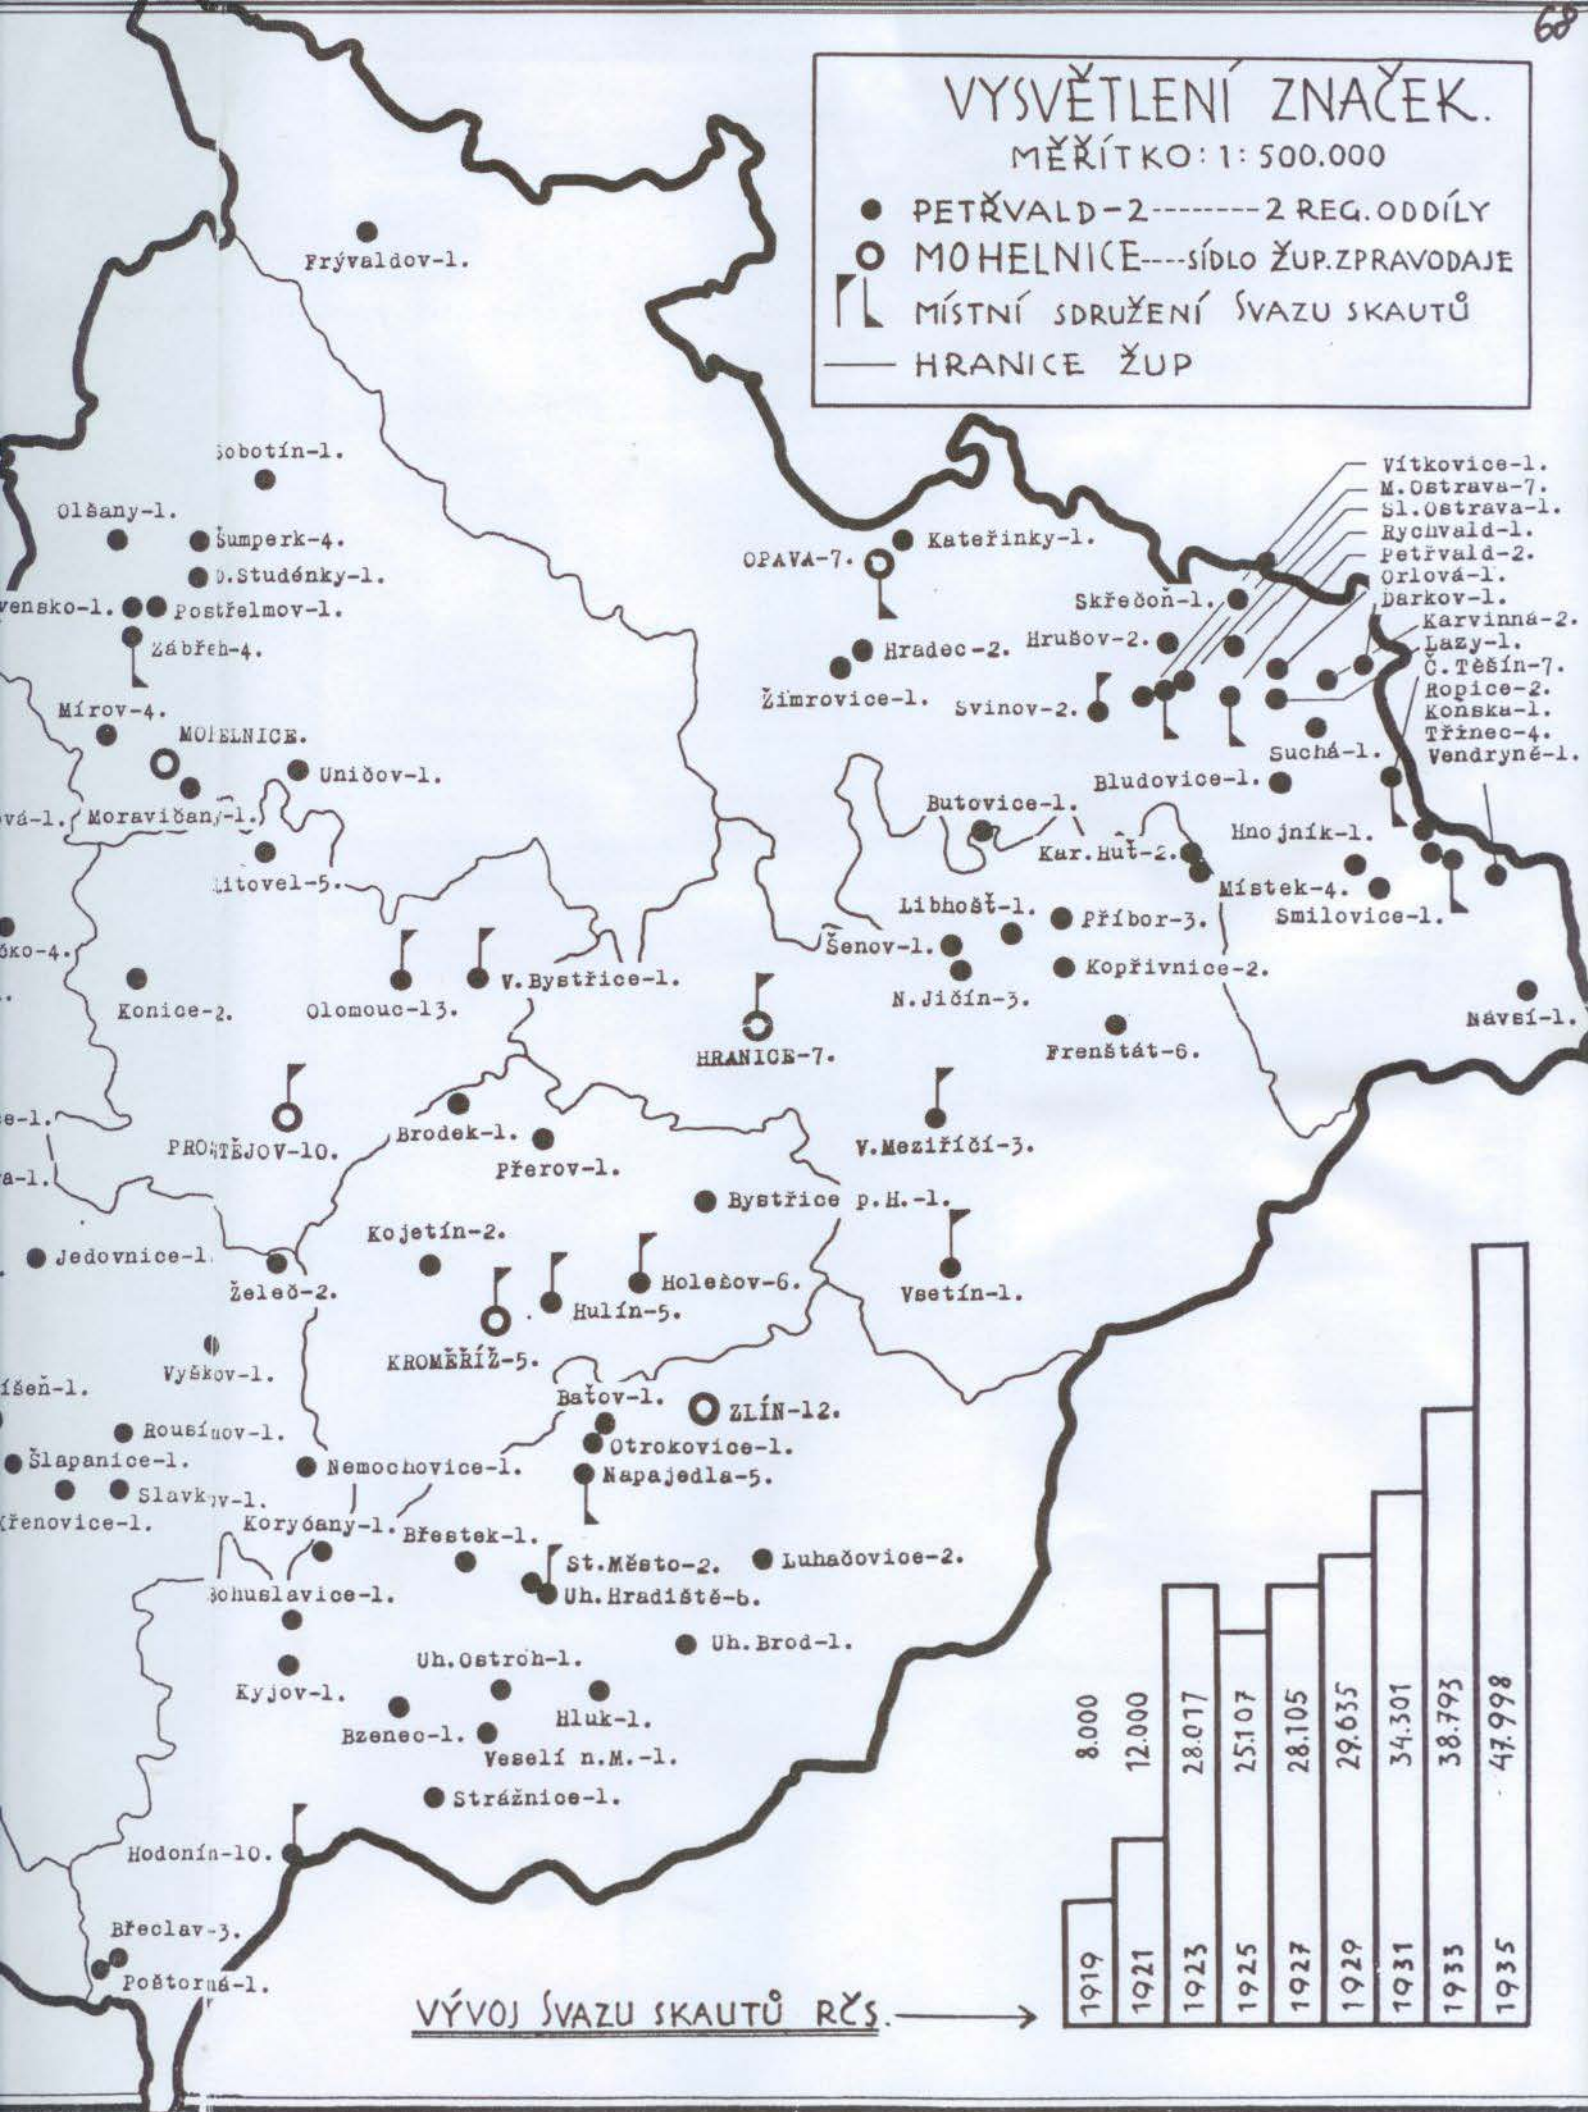 68
VYSVĚTLENÍ ZNAČEK.
MĚŘÍTKO: 1: 500.000
PETŘVALD-2--------2 REG. ODDÍLY
MOHELNICE----SÍDLO ŽUP. ZPRAVODAJE
MÍSTNÍ SDRUŽENÍ SVAZU SKAUTŮ
HRANICE ŽUP
Frývaldov-1.
Sobotín-1.
Olšany-1.
Šumperk-4.
D.Studénky-1.
vensko-1.
Postřelmov-1.
Zábřeh-4.
Mírov-4.
MOHELNICE.
Uničov-1.
vá-1.
Moravičany-1.
Litovel-5.
čko-4.
Konice-2.
Olomouc-13.
V.Bystřice-1.
OPAVA-7.
Kateřinky-1.
Hradec-2.
Žimrovice-1.
Skřečoň-1.
Hrušov-2.
Svinov-2.
Vítkovice-1.
M.Ostrava-7.
Sl.Ostrava-1.
Rychvald-1.
Petřvald-2.
Orlová-1.
Darkov-1.
Karvinná-2.
Lazy-1.
Č.Těšín-7.
Ropice-2.
Koňska-1.
Třinec-4.
Vendryně-1.
Suchá-1.
Bludovice-1.
Butovice-1.
Hnojník-1.
Kar.Huť-2.
Místek-4.
Smilovice-1.
Libhošť-1.
Příbor-3.
Šenov-1.
Kopřivnice-2.
N.Jičín-3.
HRANICE-7.
Frenštát-6.
Návsí-1.
e-1.
PROSTĚJOV-10.
Brodek-1.
Přerov-1.
V.Meziříčí-3.
a-1.
Bystřice p.H.-1.
Jedovnice-1.
Kojetín-2.
Želeč-2.
Holešov-6.
Hulín-5.
Vsetín-1.
Vyškov-1.
KROMĚŘÍŽ-5.
íšeň-1.
Baťov-1.
ZLÍN-12.
Rousínov-1.
Otrokovice-1.
Šlapanice-1.
Nemochovice-1.
Napajedla-5.
Slavkov-1.
Křenovice-1.
Koryčany-1.
Břestek-1.
St.Město-2.
Luhačovice-2.
Bohuslavice-1.
Uh.Hradiště-6.
Uh.Brod-1.
Uh.Ostroh-1.
Kyjov-1.
Hluk-1.
Bzenec-1.
Veselí n.M.-1.
Strážnice-1.
Hodonín-10.
Břeclav-3.
Poštorná-1.
VÝVOJ SVAZU SKAUTŮ RČS.
8.000
12.000
28.017
25.107
28.105
29.635
34.301
38.793
47.998
1919
1921
1923
1925
1927
1929
1931
1933
1935